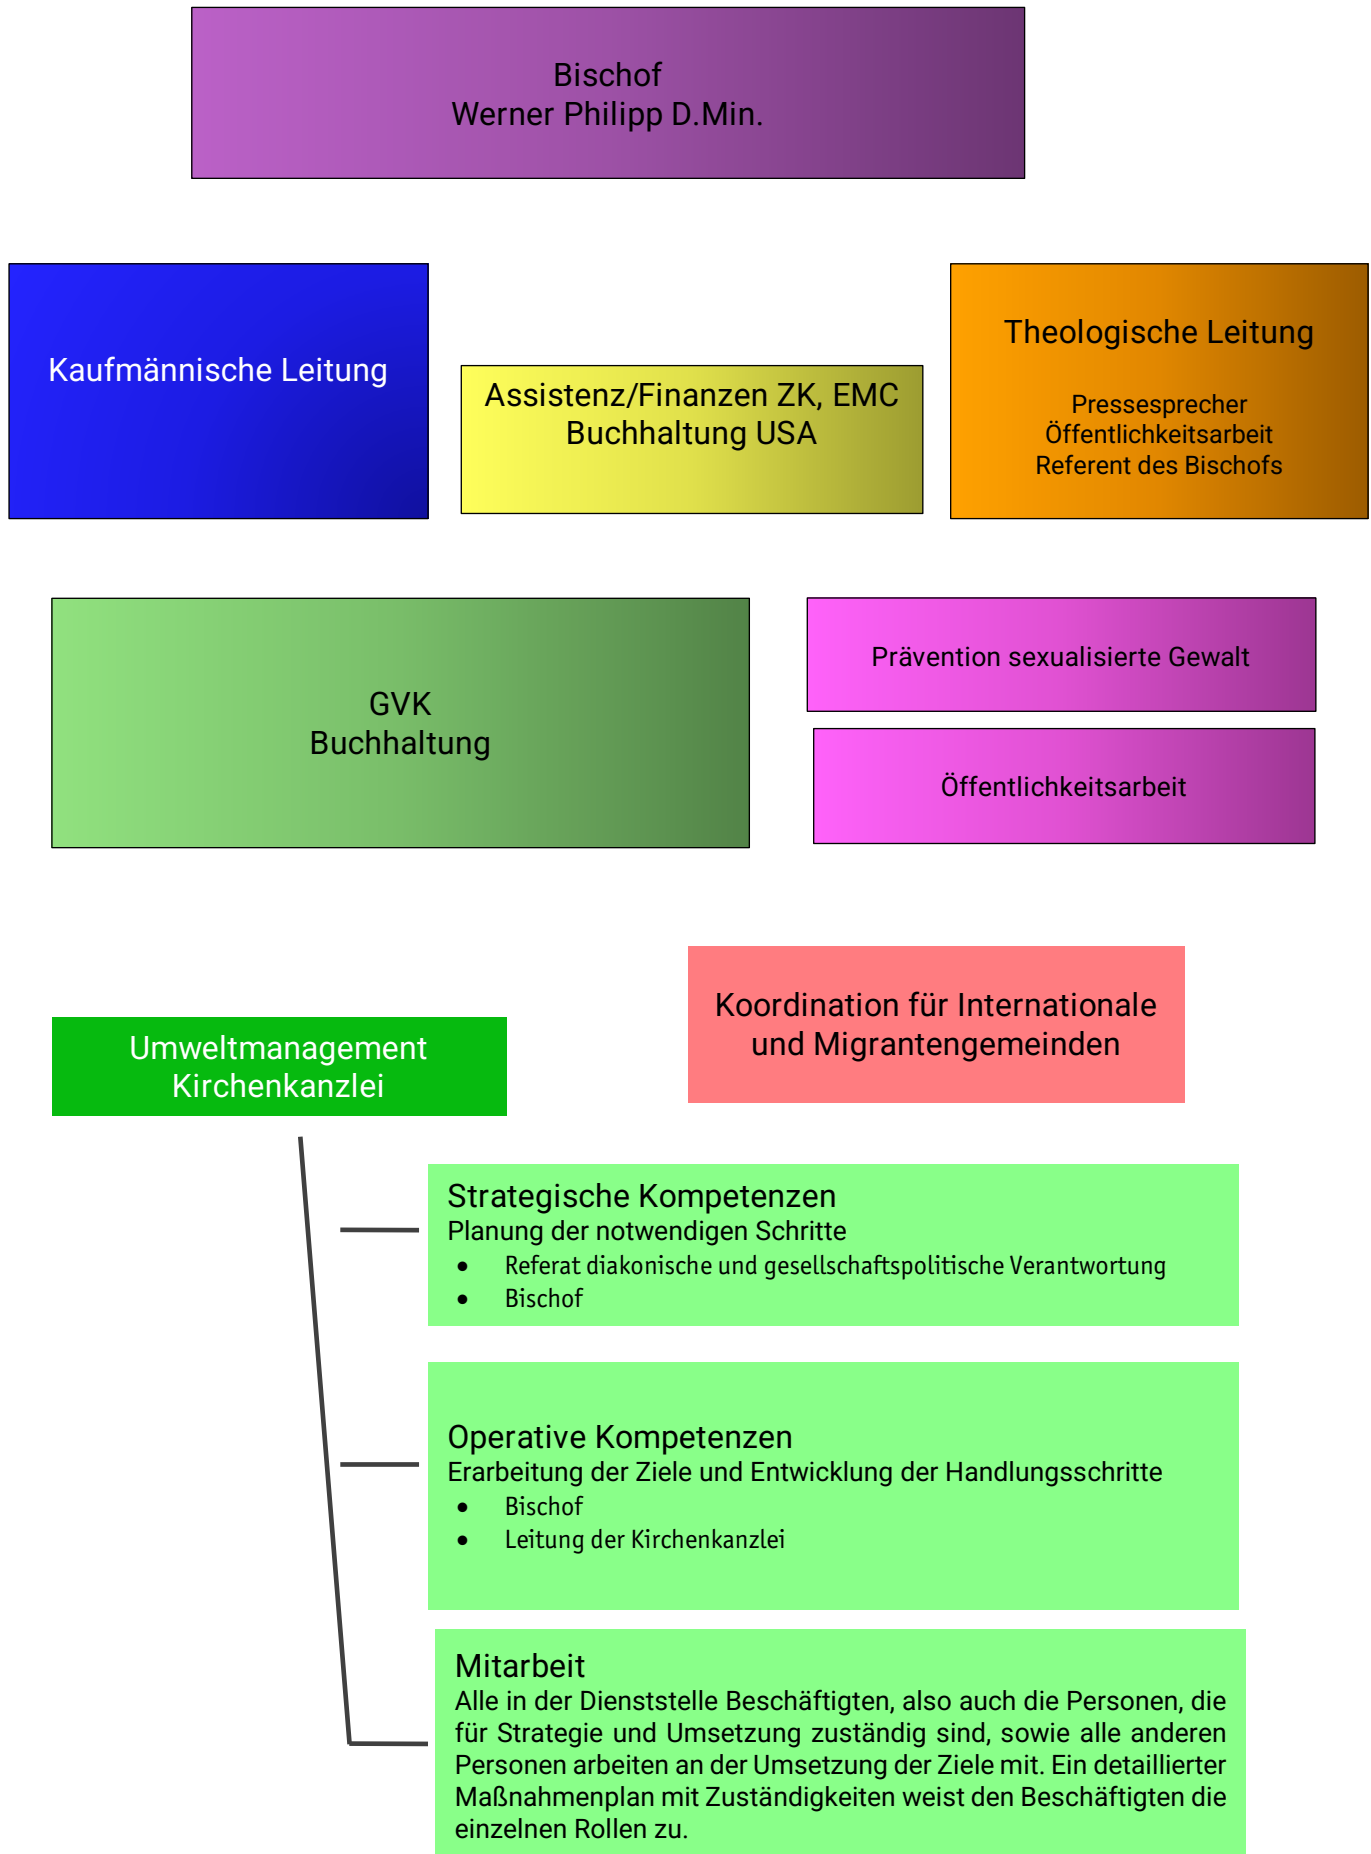 Bischof
Werner Philipp D.Min.
Kaufmännische Leitung
Assistenz/Finanzen ZK, EMC
Buchhaltung USA
Theologische Leitung
Pressesprecher
Öffentlichkeitsarbeit
Referent des Bischofs
GVK
Buchhaltung
Prävention sexualisierte Gewalt
Öffentlichkeitsarbeit
Koordination für Internationale
und Migrantengemeinden
Umweltmanagement
Kirchenkanzlei
Strategische Kompetenzen
Planung der notwendigen Schritte
• Referat diakonische und gesellschaftspolitische Verantwortung
• Bischof
Operative Kompetenzen
Erarbeitung der Ziele und Entwicklung der Handlungsschritte
• Bischof
• Leitung der Kirchenkanzlei
Mitarbeit
Alle in der Dienststelle Beschäftigten, also auch die Personen, die
für Strategie und Umsetzung zuständig sind, sowie alle anderen
Personen arbeiten an der Umsetzung der Ziele mit. Ein detaillierter
Maßnahmenplan mit Zuständigkeiten weist den Beschäftigten die
einzelnen Rollen zu.